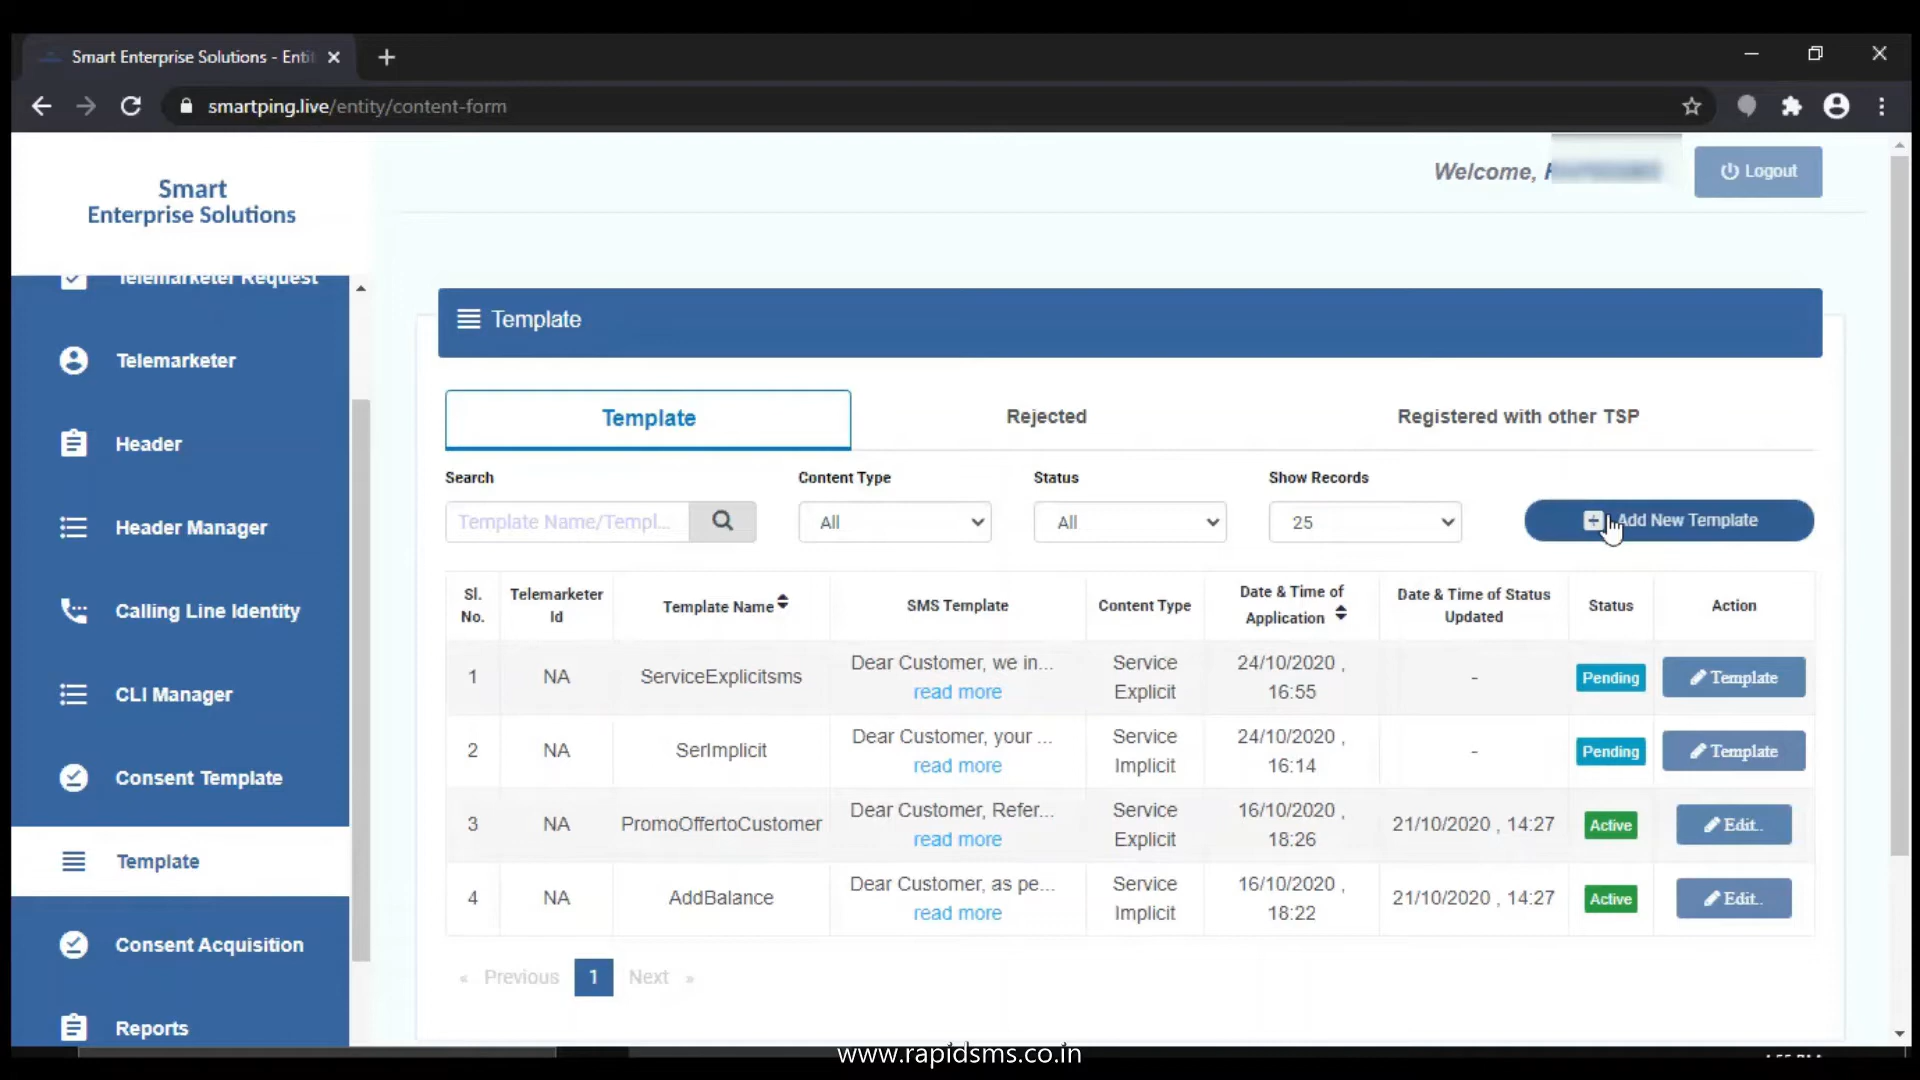 Smart Enterprise Solutions - Enti
smartping.live/entity/content-form
Welcome,
Logout
Smart
Enterprise Solutions
Telemarketer Request
Telemarketer
Header
Header Manager
Calling Line Identity
CLI Manager
Consent Template
Template
Consent Acquisition
Reports
Template
Template
Rejected
Registered with other TSP
Search
Content Type
Status
Show Records
Template Name/Templ...
All
All
25
Add New Template
Sl. No.
Telemarketer Id
Template Name
SMS Template
Content Type
Date & Time of Application
Date & Time of Status Updated
Status
Action
1
NA
ServiceExplicitsms
Dear Customer, we in...
read more
Service Explicit
24/10/2020 , 16:55
-
Pending
Template
2
NA
SerImplicit
Dear Customer, your ...
read more
Service Implicit
24/10/2020 , 16:14
-
Pending
Template
3
NA
PromoOffertoCustomer
Dear Customer, Refer...
read more
Service Explicit
16/10/2020 , 18:26
21/10/2020 , 14:27
Active
Edit..
4
NA
AddBalance
Dear Customer, as pe...
read more
Service Implicit
16/10/2020 , 18:22
21/10/2020 , 14:27
Active
Edit..
« Previous 1 Next »
www.rapidsms.co.in